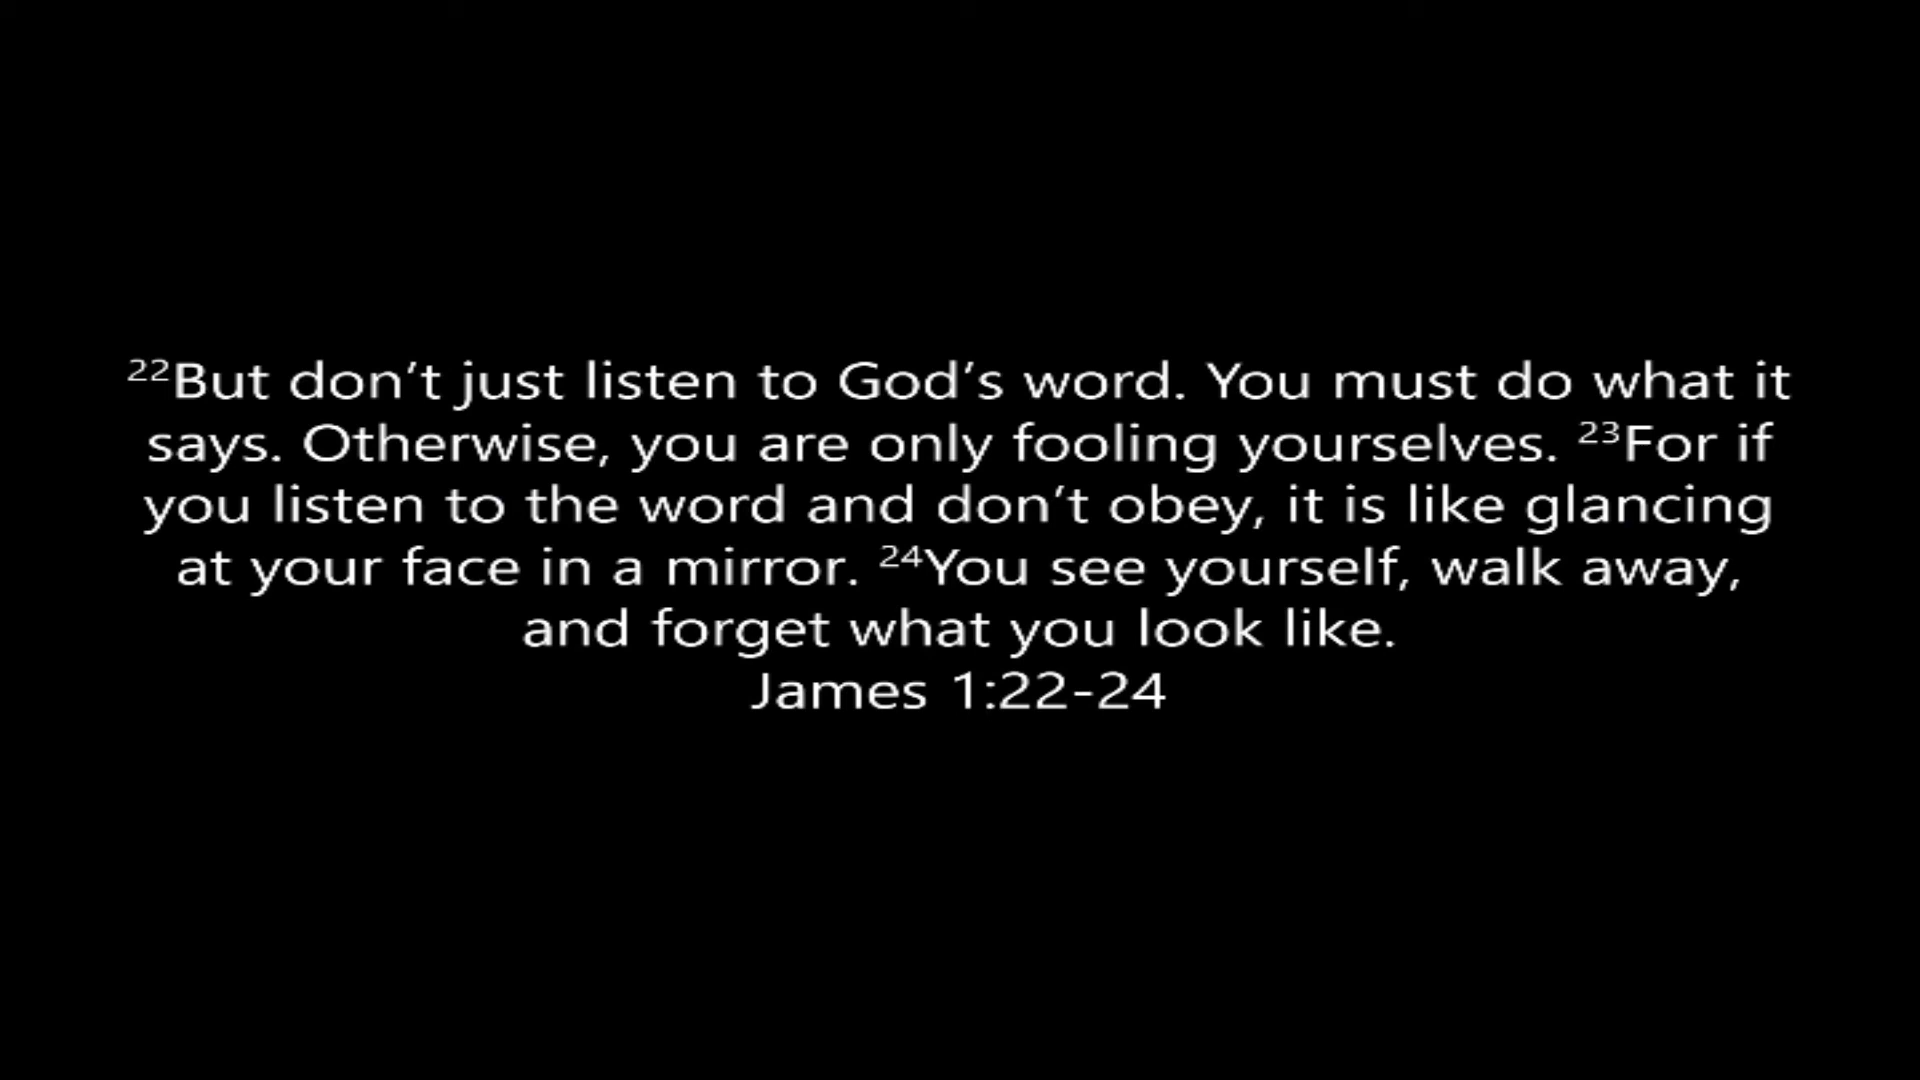 ²²But don’t just listen to God’s word. You must do what it
says. Otherwise, you are only fooling yourselves. ²³For if
you listen to the word and don’t obey, it is like glancing
at your face in a mirror. ²⁴You see yourself, walk away,
and forget what you look like.
James 1:22-24